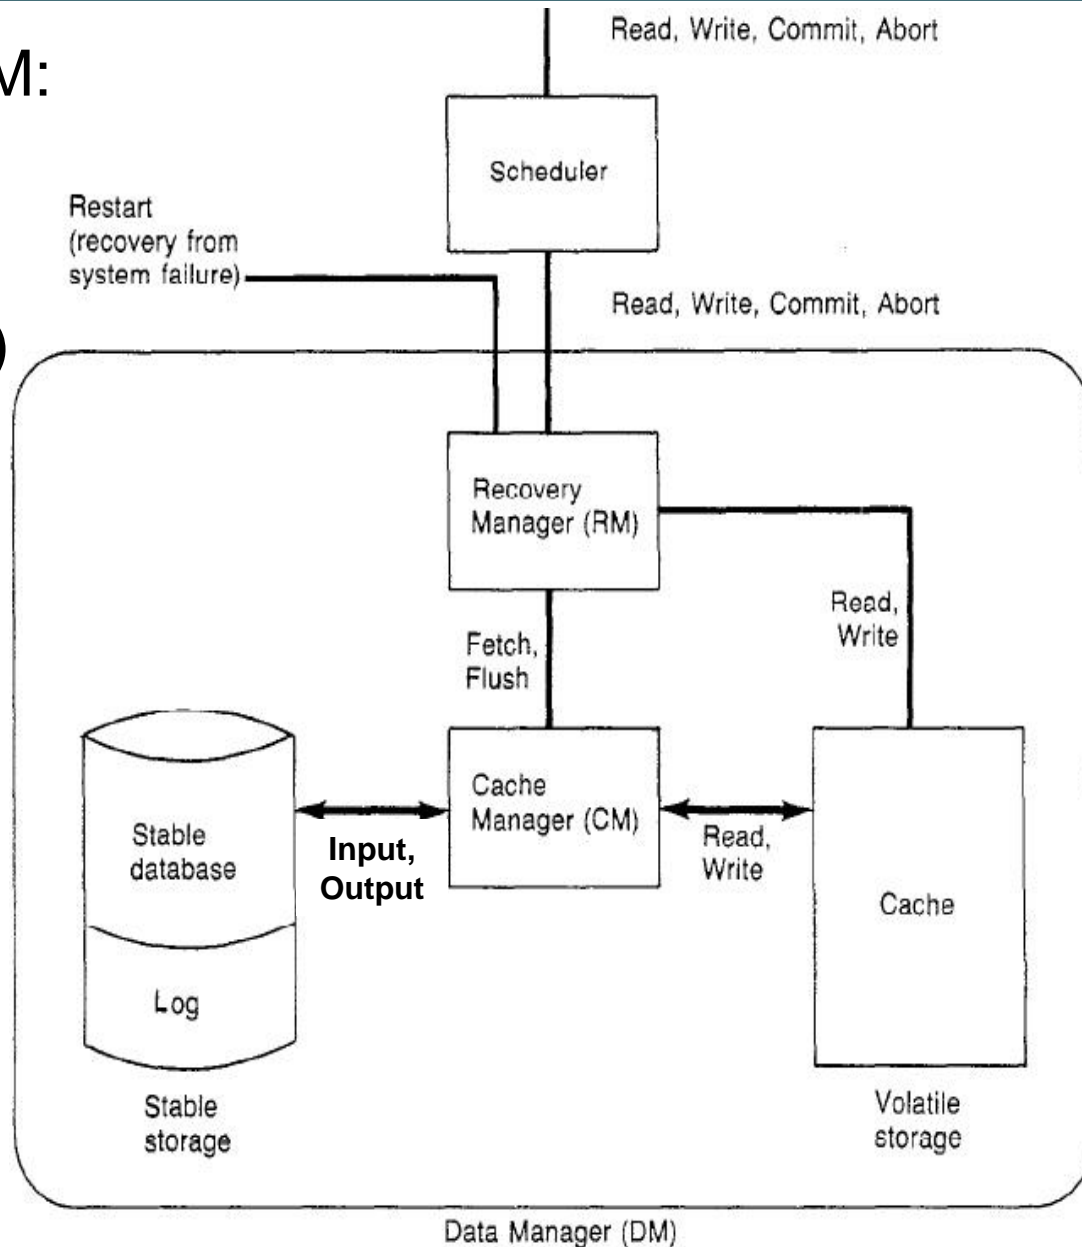 Read, Write, Commit, Abort
M:
Scheduler
Restart
(recovery from
system failure)
Read, Write, Commit, Abort
)
Recovery
Manager (RM)
Read,
Write
Fetch,
Flush
Cache
Manager (CM)
Stable
database
Input,
Output
Read,
Write
Cache
Log
Stable
storage
Volatile
storage
Data Manager (DM)